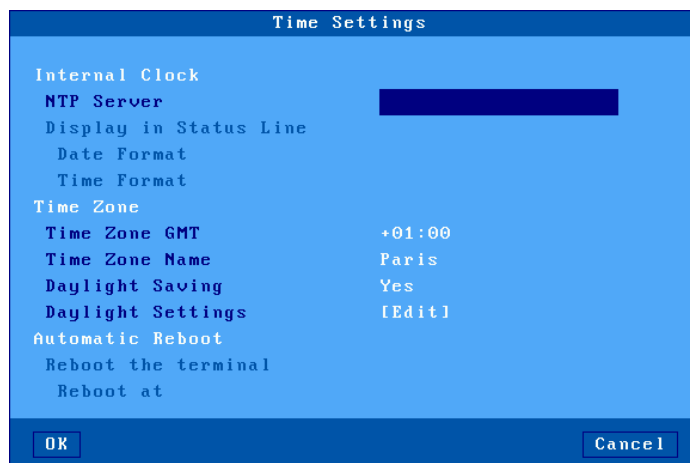 Time Settings
Internal Clock
NTP Server
Display in Status Line
Date Format
Time Format
Time Zone
Time Zone GMT +01:00
Time Zone Name Paris
Daylight Saving Yes
Daylight Settings [Edit]
Automatic Reboot
Reboot the terminal
Reboot at
OK Cancel